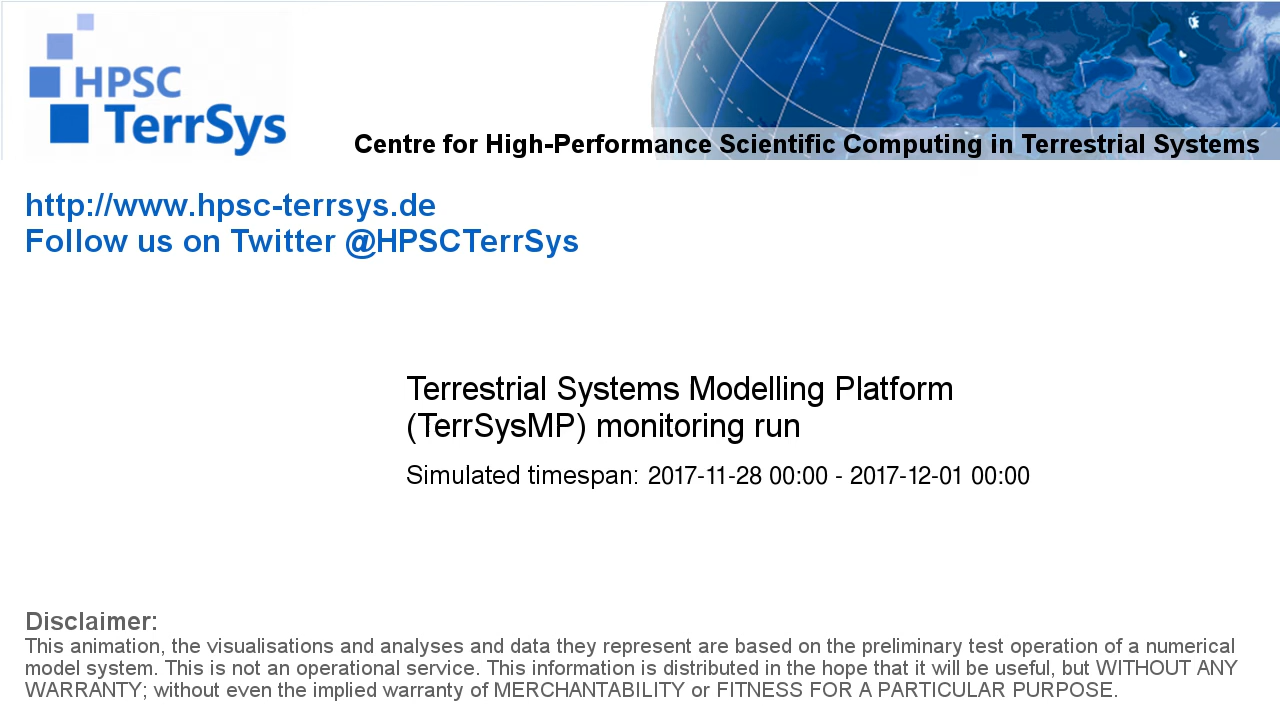 HPSC
TerrSys
Centre for High-Performance Scientific Computing in Terrestrial Systems
http://www.hpsc-terrsys.de
Follow us on Twitter @HPSCTerrSys
Terrestrial Systems Modelling Platform
(TerrSysMP) monitoring run
Simulated timespan: 2017-11-28 00:00 - 2017-12-01 00:00
Disclaimer:
This animation, the visualisations and analyses and data they represent are based on the preliminary test operation of a numerical
model system. This is not an operational service. This information is distributed in the hope that it will be useful, but WITHOUT ANY
WARRANTY; without even the implied warranty of MERCHANTABILITY or FITNESS FOR A PARTICULAR PURPOSE.